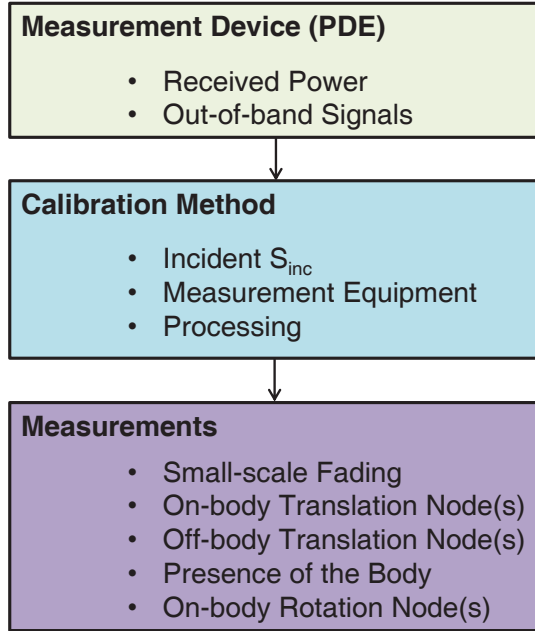 Measurement Device (PDE)
• Received Power
• Out-of-band Signals
Calibration Method
• Incident S_inc
• Measurement Equipment
• Processing
Measurements
• Small-scale Fading
• On-body Translation Node(s)
• Off-body Translation Node(s)
• Presence of the Body
• On-body Rotation Node(s)